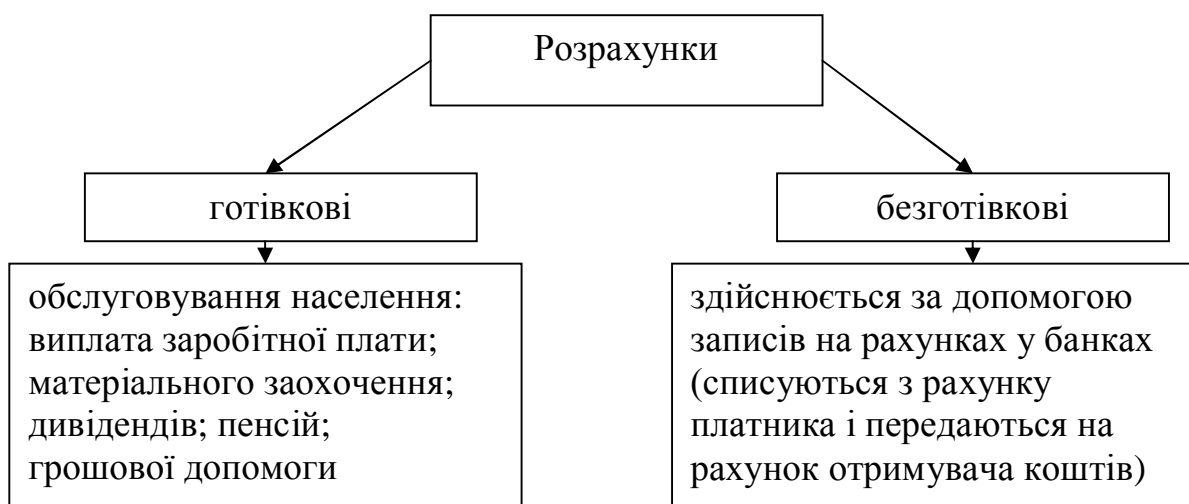 Розрахунки
готівкові
безготівкові
обслуговування населення:
виплата заробітної плати;
матеріального заохочення;
дивідендів; пенсій;
грошової допомоги
здійснюється за допомогою
записів на рахунках у банках
(списуються з рахунку
платника і передаються на
рахунок отримувача коштів)